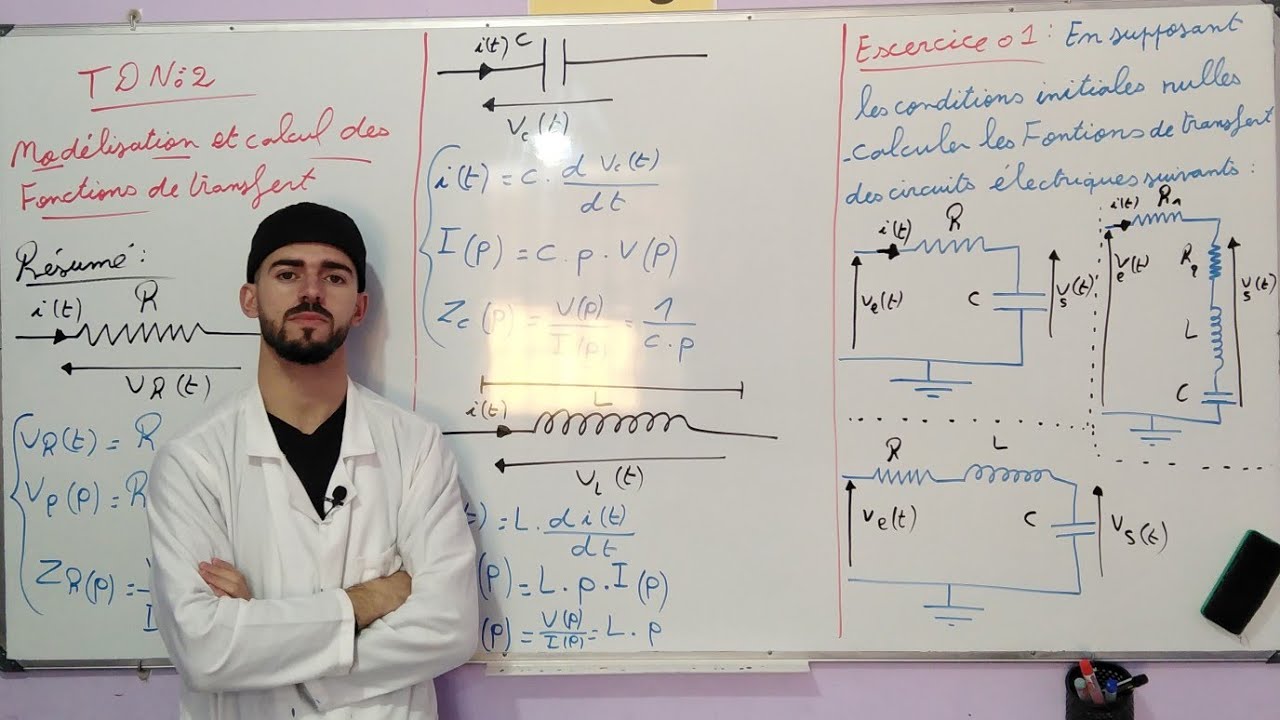 TD N°2
Modélisation et calcul des
Fonctions de transfert
Résumé :
i(t) R
VR(t)
VR(t) = R
VP(P) = R
ZR(P) =
i(t) C
Vc(t)
i(t) = C . d Vc(t) / dt
I(P) = C . P . V(P)
Zc(P) = V(P) / I(P) = 1 / C.P
i(t) L
VL(t)
t) = L . d i(t) / dt
(P) = L . P . I(P)
(P) = V(P) / I(P) = L . P
Escercice 01 : En supposant
les conditions initiales nulles
-calculer les Fontions de transfert
des circuits électriques suivants :
i(t) R
Ve(t) C Vs(t)
i(t) R1
Ve(t) R2 Vs(t)
L
C
R L
Ve(t) C Vs(t)